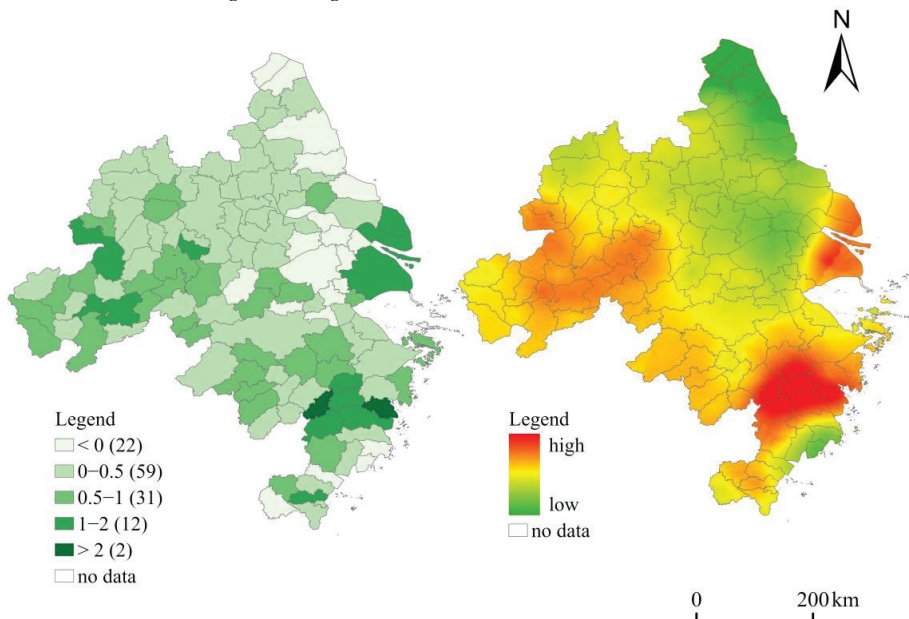 N
Legend
< 0 (22)
0−0.5 (59)
0.5−1 (31)
1−2 (12)
> 2 (2)
no data
Legend
high
low
no data
0 200 km